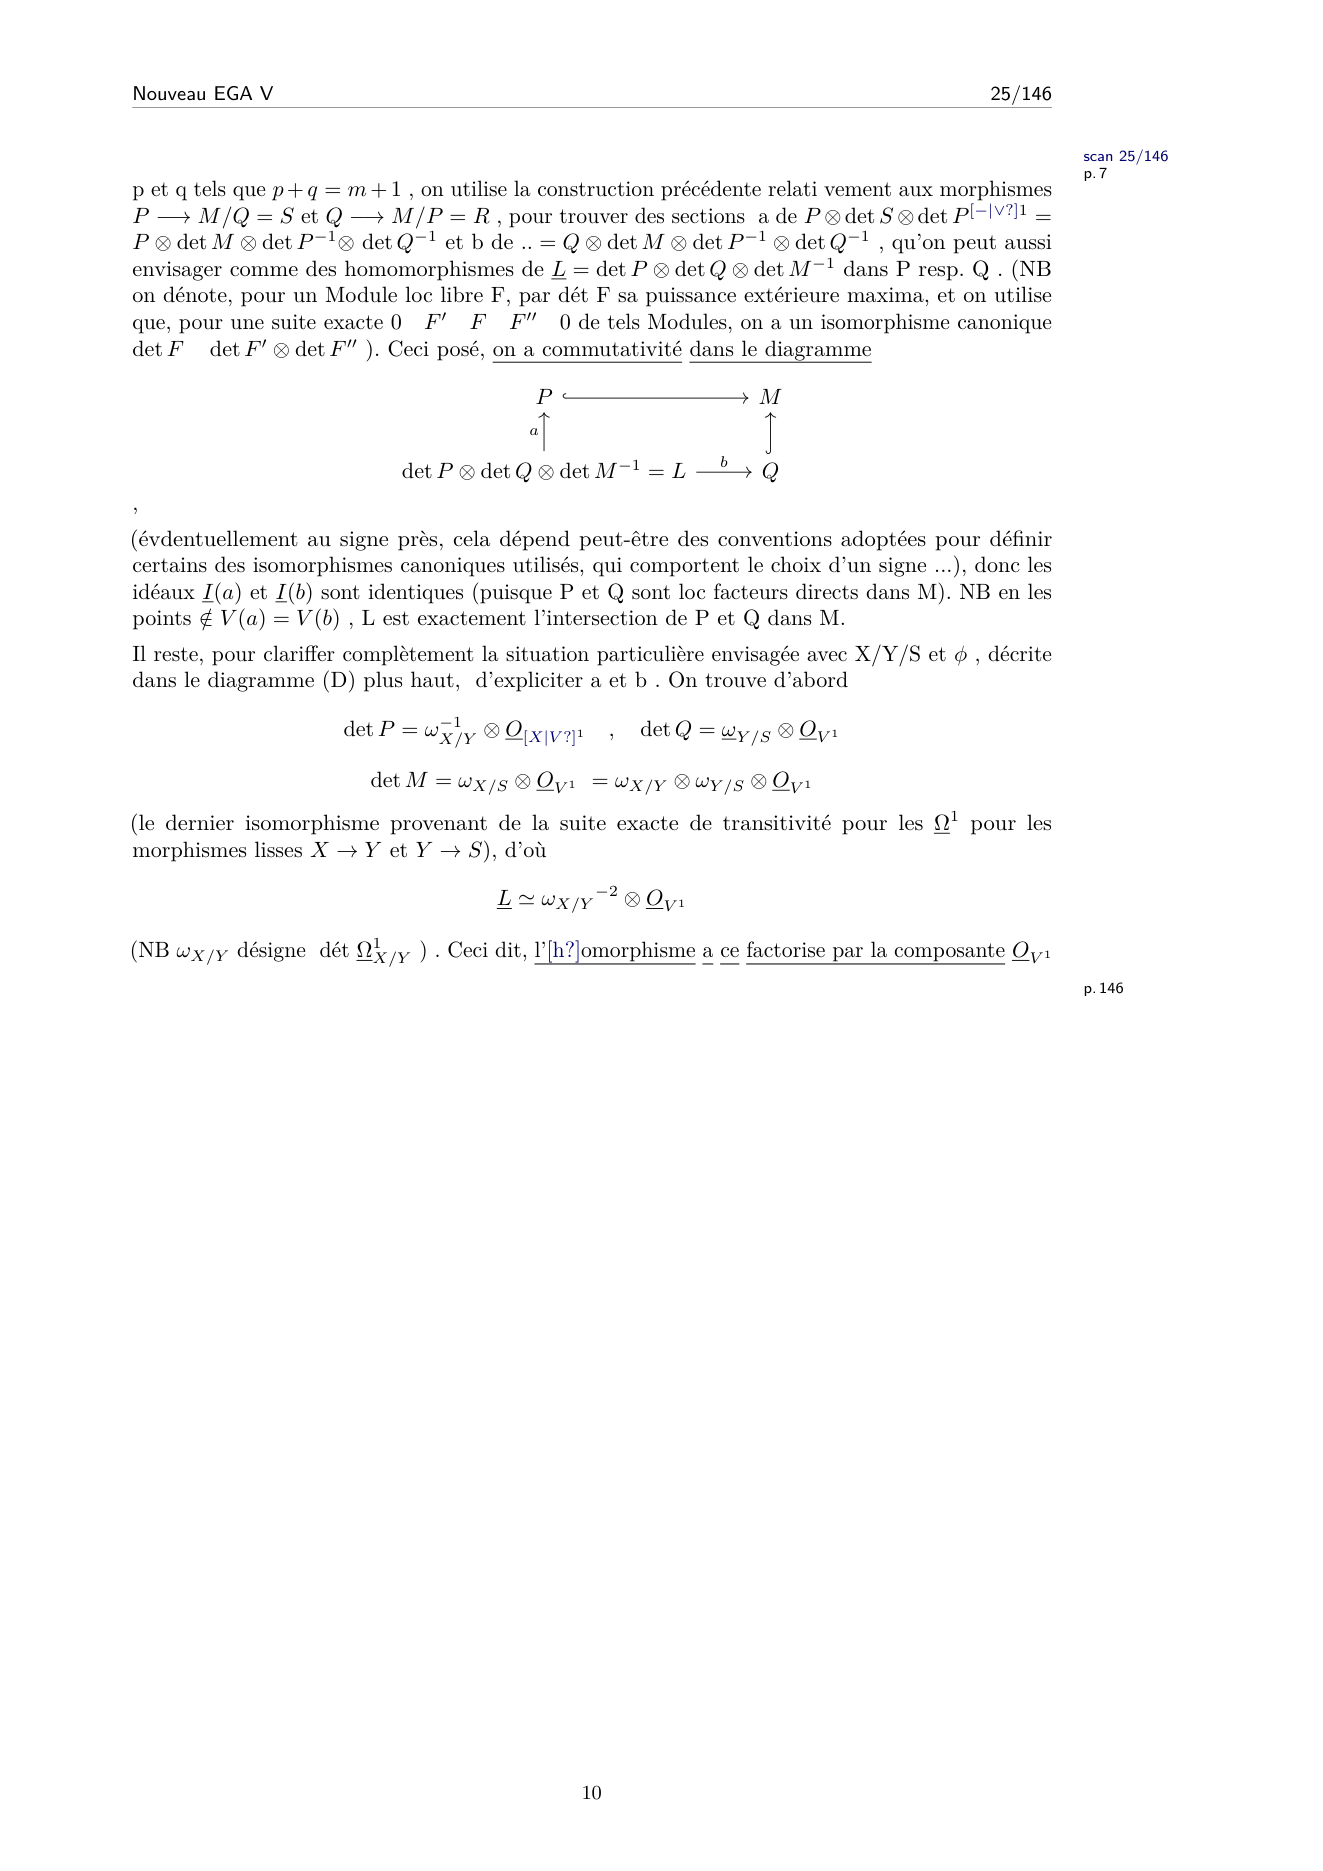 Nouveau EGA V 25/146
scan 25/146
p. 7
p et q tels que p + q = m + 1 , on utilise la construction précédente relati vement aux morphismes
P ⟶ M/Q = S et Q ⟶ M/P = R , pour trouver des sections a de P ⊗ det S ⊗ det P^{[−|∨?]1} =
P ⊗ det M ⊗ det P⁻¹⊗ det Q⁻¹ et b de .. = Q ⊗ det M ⊗ det P⁻¹ ⊗ det Q⁻¹ , qu'on peut aussi
envisager comme des homomorphismes de L = det P ⊗ det Q ⊗ det M⁻¹ dans P resp. Q . (NB
on dénote, pour un Module loc libre F, par dét F sa puissance extérieure maxima, et on utilise
que, pour une suite exacte 0 F′ F F″ 0 de tels Modules, on a un isomorphisme canonique
det F det F′ ⊗ det F″ ). Ceci posé, on a commutativité dans le diagramme
P ↪ M
a
det P ⊗ det Q ⊗ det M⁻¹ = L ⟶ b Q
,
(évdentuellement au signe près, cela dépend peut-être des conventions adoptées pour définir
certains des isomorphismes canoniques utilisés, qui comportent le choix d'un signe ...), donc les
idéaux I(a) et I(b) sont identiques (puisque P et Q sont loc facteurs directs dans M). NB en les
points ∉ V(a) = V(b) , L est exactement l'intersection de P et Q dans M.
Il reste, pour clariffer complètement la situation particulière envisagée avec X/Y/S et ϕ , décrite
dans le diagramme (D) plus haut, d'expliciter a et b . On trouve d'abord
det P = ω_{X/Y}^{−1} ⊗ O_{[X|V?]¹} , det Q = ω_{Y/S} ⊗ O_{V¹}
det M = ω_{X/S} ⊗ O_{V¹} = ω_{X/Y} ⊗ ω_{Y/S} ⊗ O_{V¹}
(le dernier isomorphisme provenant de la suite exacte de transitivité pour les Ω¹ pour les
morphismes lisses X → Y et Y → S), d'où
L ≃ ω_{X/Y}^{−2} ⊗ O_{V¹}
(NB ω_{X/Y} désigne dét Ω¹_{X/Y} ) . Ceci dit, l'[h?]omorphisme a ce factorise par la composante O_{V¹}
p. 146
10